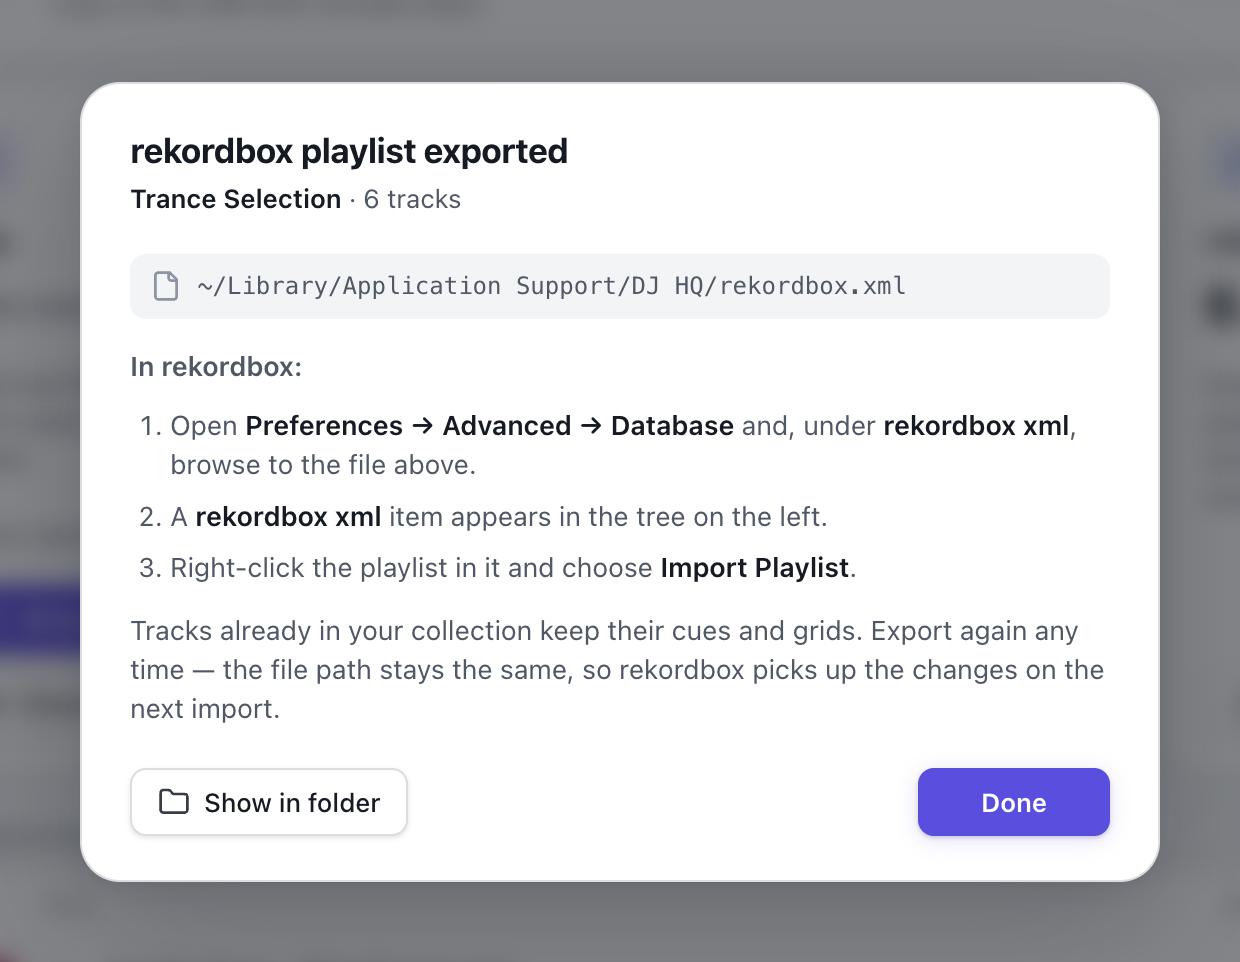 rekordbox playlist exported
Trance Selection · 6 tracks
~/Library/Application Support/DJ HQ/rekordbox.xml
In rekordbox:
1. Open Preferences → Advanced → Database and, under rekordbox xml,
browse to the file above.
2. A rekordbox xml item appears in the tree on the left.
3. Right-click the playlist in it and choose Import Playlist.
Tracks already in your collection keep their cues and grids. Export again any
time — the file path stays the same, so rekordbox picks up the changes on the
next import.
Show in folder
Done